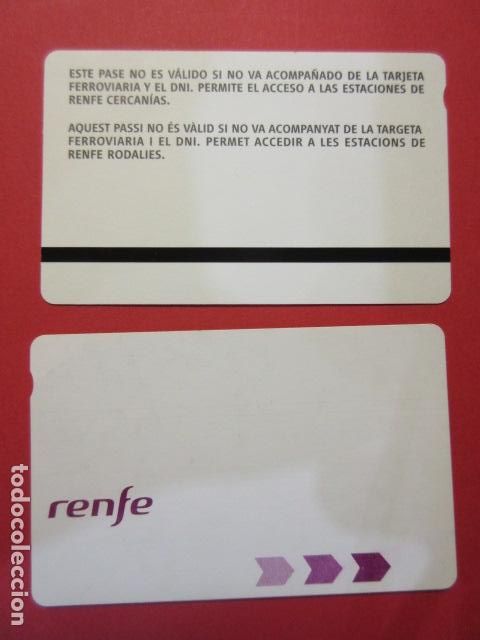 ESTE PASE NO ES VÁLIDO SI NO VA ACOMPAÑADO DE LA TARJETA
FERROVIARIA Y EL DNI. PERMITE EL ACCESO A LAS ESTACIONES DE
RENFE CERCANÍAS.
AQUEST PASSI NO ÉS VÀLID SI NO VA ACOMPANYAT DE LA TARGETA
FERROVIARIA I EL DNI. PERMET ACCEDIR A LES ESTACIONS DE
RENFE RODALIES.
renfe
todocoleccion.net